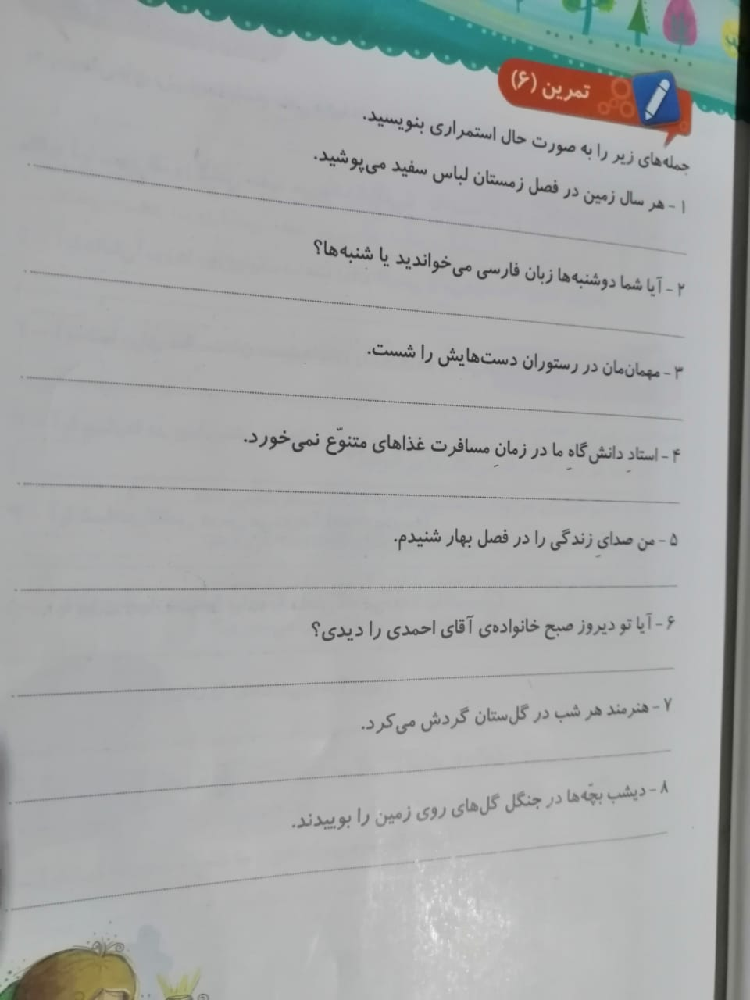 تمرین (۶)
جمله‌های زیر را به صورت حال استمراری بنویسید.
۱ - هر سال زمین در فصل زمستان لباس سفید می‌پوشید.
۲ - آیا شما دوشنبه‌ها زبان فارسی می‌خواندید یا شنبه‌ها؟
۳ - مهمان‌مان در رستوران دست‌هایش را شست.
۴ - استادِ دانش‌گاهِ ما در زمانِ مسافرت غذاهای متنوّع نمی‌خورد.
۵ - من صدایِ زندگی را در فصل بهار شنیدم.
۶ - آیا تو دیروز صبح خانواده‌ی آقای احمدی را دیدی؟
۷ - هنرمند هر شب در گل‌ستان گردش می‌کرد.
۸ - دیشب بچّه‌ها در جنگل گل‌های روی زمین را بوییدند.